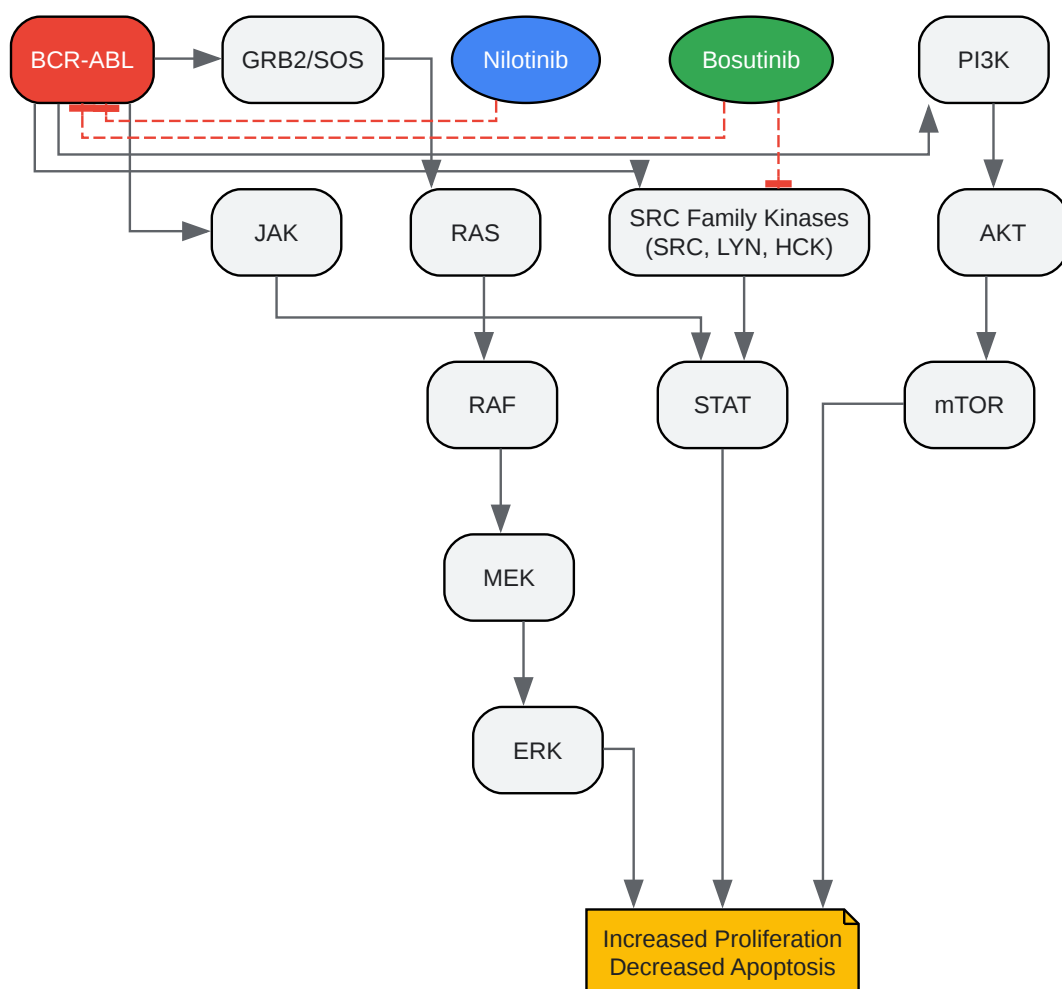 BCR-ABL
GRB2/SOS
Nilotinib
Bosutinib
PI3K
JAK
RAS
SRC Family Kinases
(SRC, LYN, HCK)
AKT
RAF
STAT
mTOR
MEK
ERK
Increased Proliferation
Decreased Apoptosis